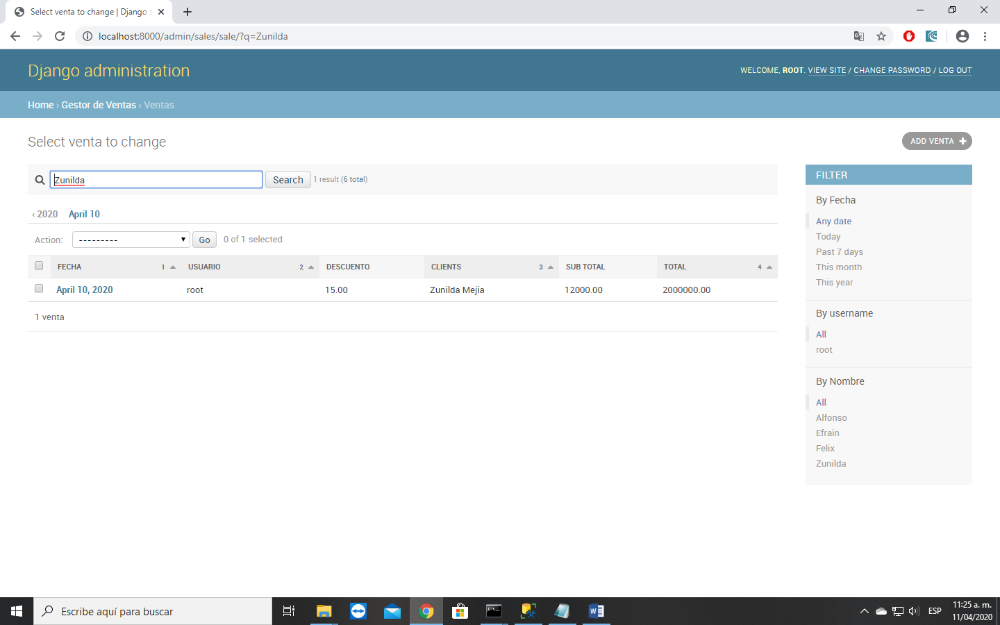 Select venta to change | Django s
localhost:8000/admin/sales/sale/?q=Zunilda
Django administration
WELCOME, ROOT. VIEW SITE / CHANGE PASSWORD / LOG OUT
Home › Gestor de Ventas › Ventas
Select venta to change
ADD VENTA +
Zunilda
Search
1 result (6 total)
‹ 2020 April 10
Action: --------- Go 0 of 1 selected
FECHA 1 USUARIO 2 DESCUENTO CLIENTS 3 SUB TOTAL TOTAL 4
April 10, 2020 root 15.00 Zunilda Mejia 12000.00 2000000.00
1 venta
FILTER
By Fecha
Any date
Today
Past 7 days
This month
This year
By username
All
root
By Nombre
All
Alfonso
Efrain
Felix
Zunilda
Escribe aquí para buscar
ESP
11:25 a. m.
11/04/2020